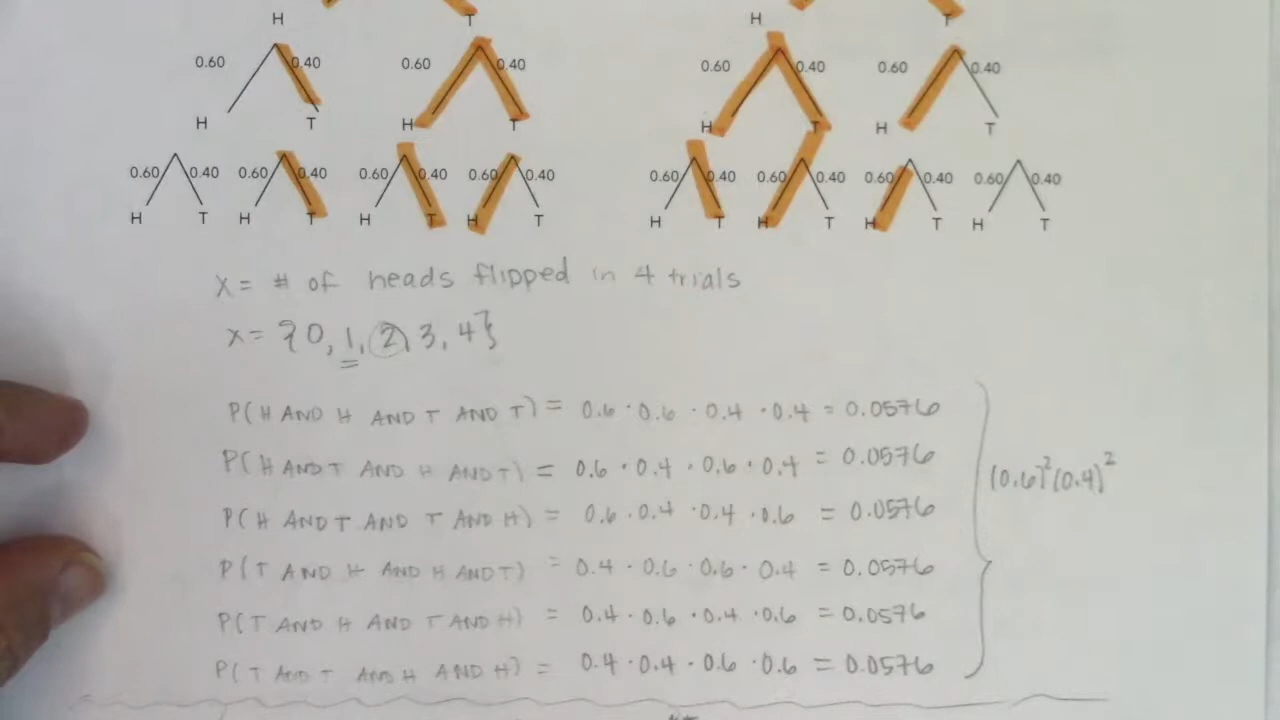 H T H T
0.60 0.40 0.60 0.40 0.60 0.40 0.60 0.40
H T H T H T H T
0.60 0.40 0.60 0.40 0.60 0.40 0.60 0.40 0.60 0.40 0.60 0.40 0.60 0.40 0.60 0.40
H T H T H T H T H T H T H T H T
X = # of heads flipped in 4 trials
X = {0, 1, 2, 3, 4}
P(H AND H AND T AND T) = 0.6 · 0.6 · 0.4 · 0.4 = 0.0576
P(H AND T AND H AND T) = 0.6 · 0.4 · 0.6 · 0.4 = 0.0576
(0.6)²(0.4)²
P(H AND T AND T AND H) = 0.6 · 0.4 · 0.4 · 0.6 = 0.0576
P(T AND H AND H AND T) = 0.4 · 0.6 · 0.6 · 0.4 = 0.0576
P(T AND H AND T AND H) = 0.4 · 0.6 · 0.4 · 0.6 = 0.0576
P(T AND T AND H AND H) = 0.4 · 0.4 · 0.6 · 0.6 = 0.0576